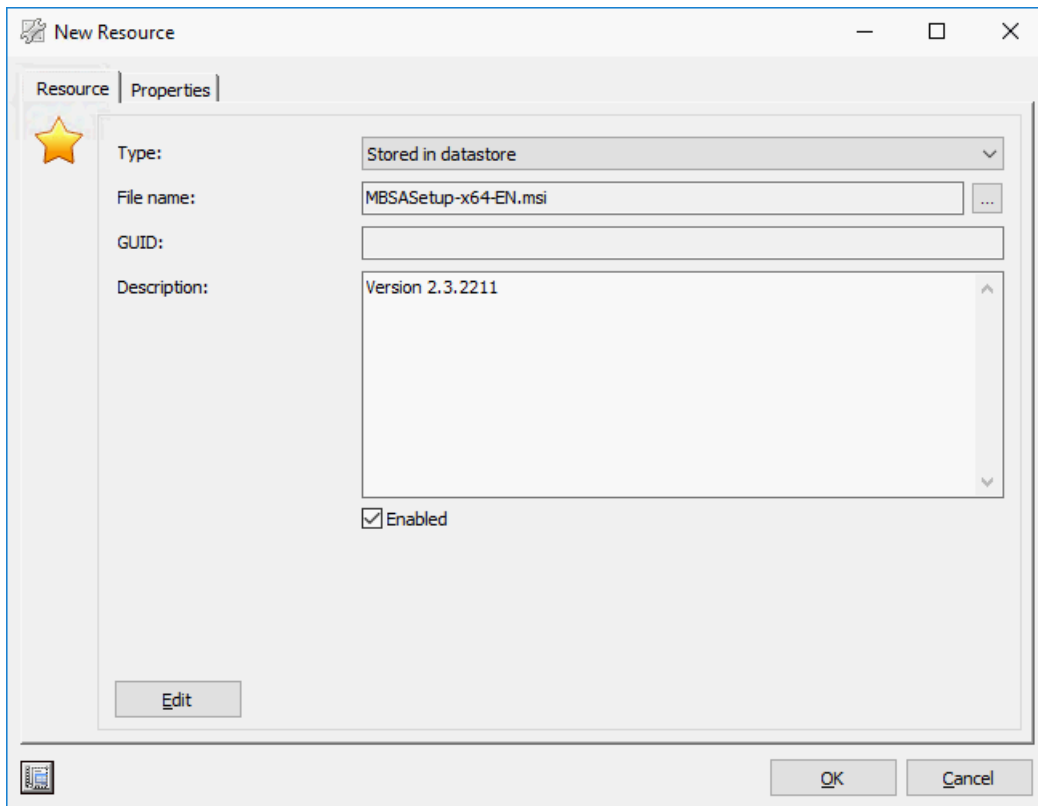 New Resource
Resource Properties
Type: Stored in datastore
File name: MBSASetup-x64-EN.msi ...
GUID:
Description: Version 2.3.2211
Enabled
Edit
OK Cancel